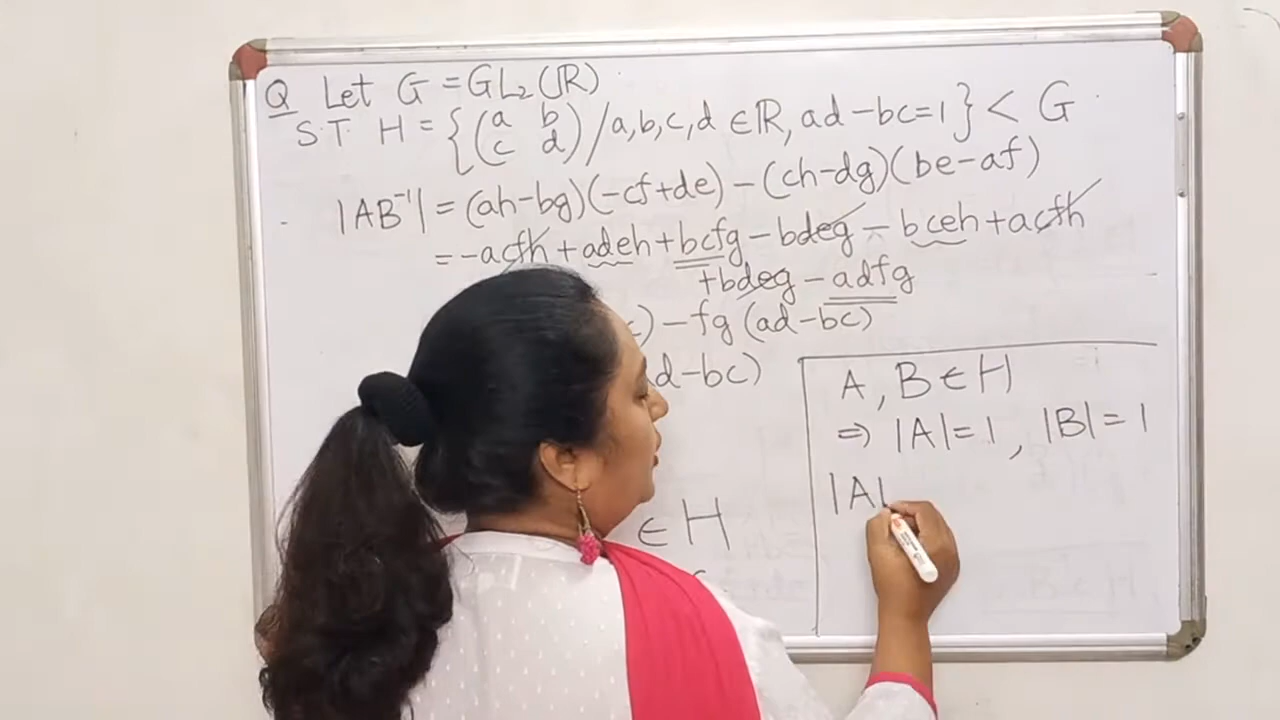 Q Let G = GL₂(ℝ)
S.T H = {(a b c d) / a, b, c, d ∈ ℝ, ad - bc = 1} < G
|AB⁻¹| = (ah - bg)(-cf + de) - (ch - dg)(be - af)
= -acfh + adeh + bcfg - bdeg - bceh + acfh
+ bdeg - adfg
) - fg (ad - bc)
d - bc)
∈ H
A, B ∈ H
⇒ |A| = 1, |B| = 1
|A|